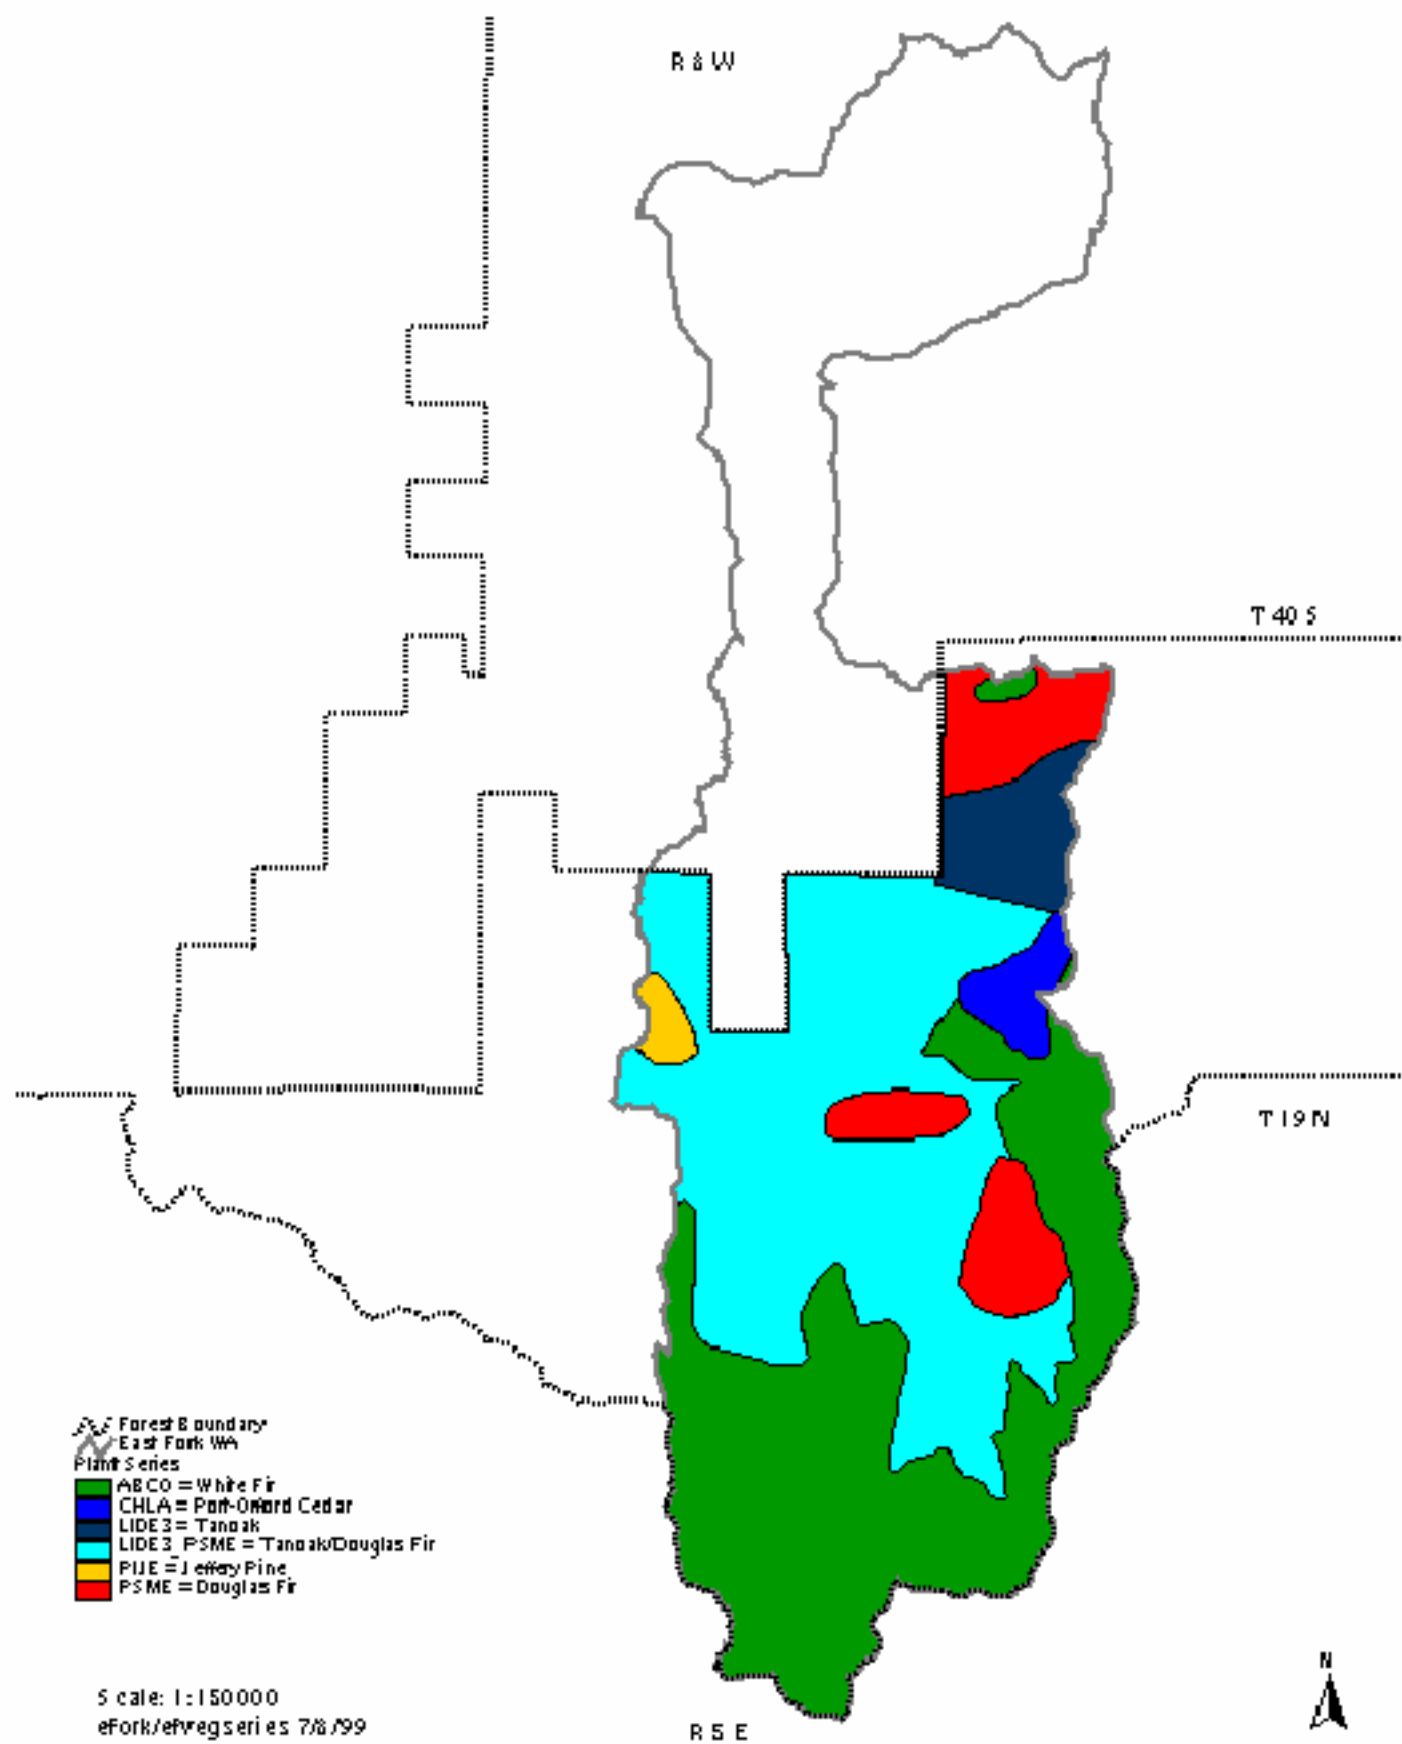 R 8 W
T 40 S
T 19 N
Forest Boundary
East Fork WA
Plant Series
ABCO = White Fir
CHLA = Port-Orford Cedar
LIDE3 = Tanoak
LIDE3_PSME = Tanoak/Douglas Fir
PIJE = Jeffery Pine
PSME = Douglas Fir
N
Scale: 1:150000
efork/efvegseries 7/8/99
R 5 E